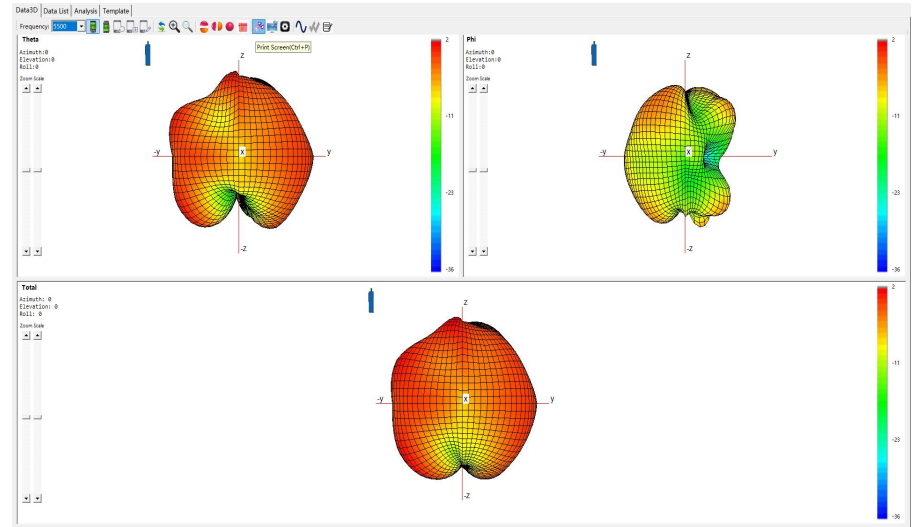 Data3D Data List Analysis Template
Frequency: 5500
Print Screen(Ctrl+P)
Theta
Azimuth:0
Elevation:0
Roll:0
Zoom Scale
z
-y
x
y
-z
2
-11
-23
-36
Phi
Azimuth:0
Elevation:0
Roll:0
Zoom Scale
z
-y
x
y
-z
2
-11
-23
-36
Total
Azimuth: 0
Elevation: 0
Roll: 0
Zoom Scale
z
-y
x
y
-z
2
-11
-23
-36